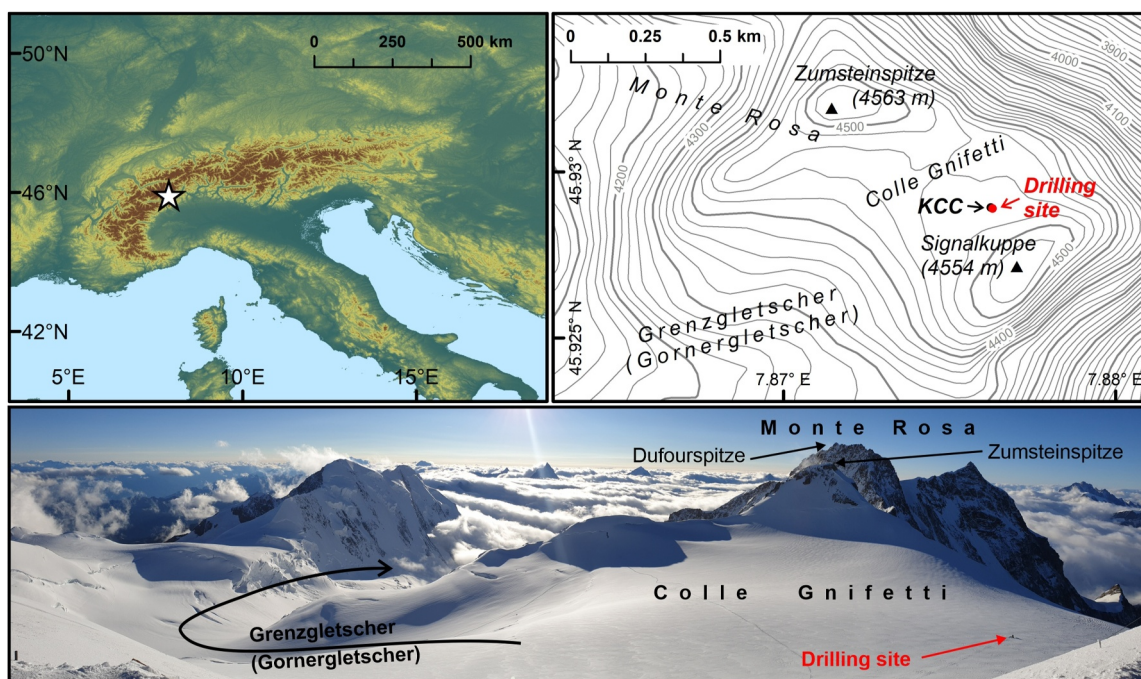 50°N
46°N
42°N
5°E
10°E
15°E
0 250 500 km
0 0.5 km
Zumsteinspitze
(4563 m)
Monte Rosa
4500
3900
4000
4100
4300
4200
45.93° N
Colle Gnifetti
KCC
Drilling
site
Signalkuppe
(4554 m)
4500
4400
Grenzgletscher
(Gornergletscher)
45.925° N
7.87° E
7.88° E
Monte Rosa
Dufourspitze
Zumsteinspitze
Colle Gnifetti
Grenzgletscher
(Gornergletscher)
Drilling site